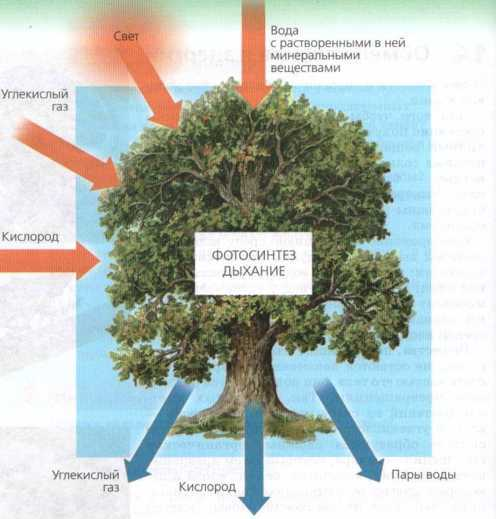 Свет
Вода
с растворенными в ней
минеральными
веществами
Углекислый
газ
Кислород
ФОТОСИНТЕЗ
ДЫХАНИЕ
Углекислый
газ
Кислород
Пары воды